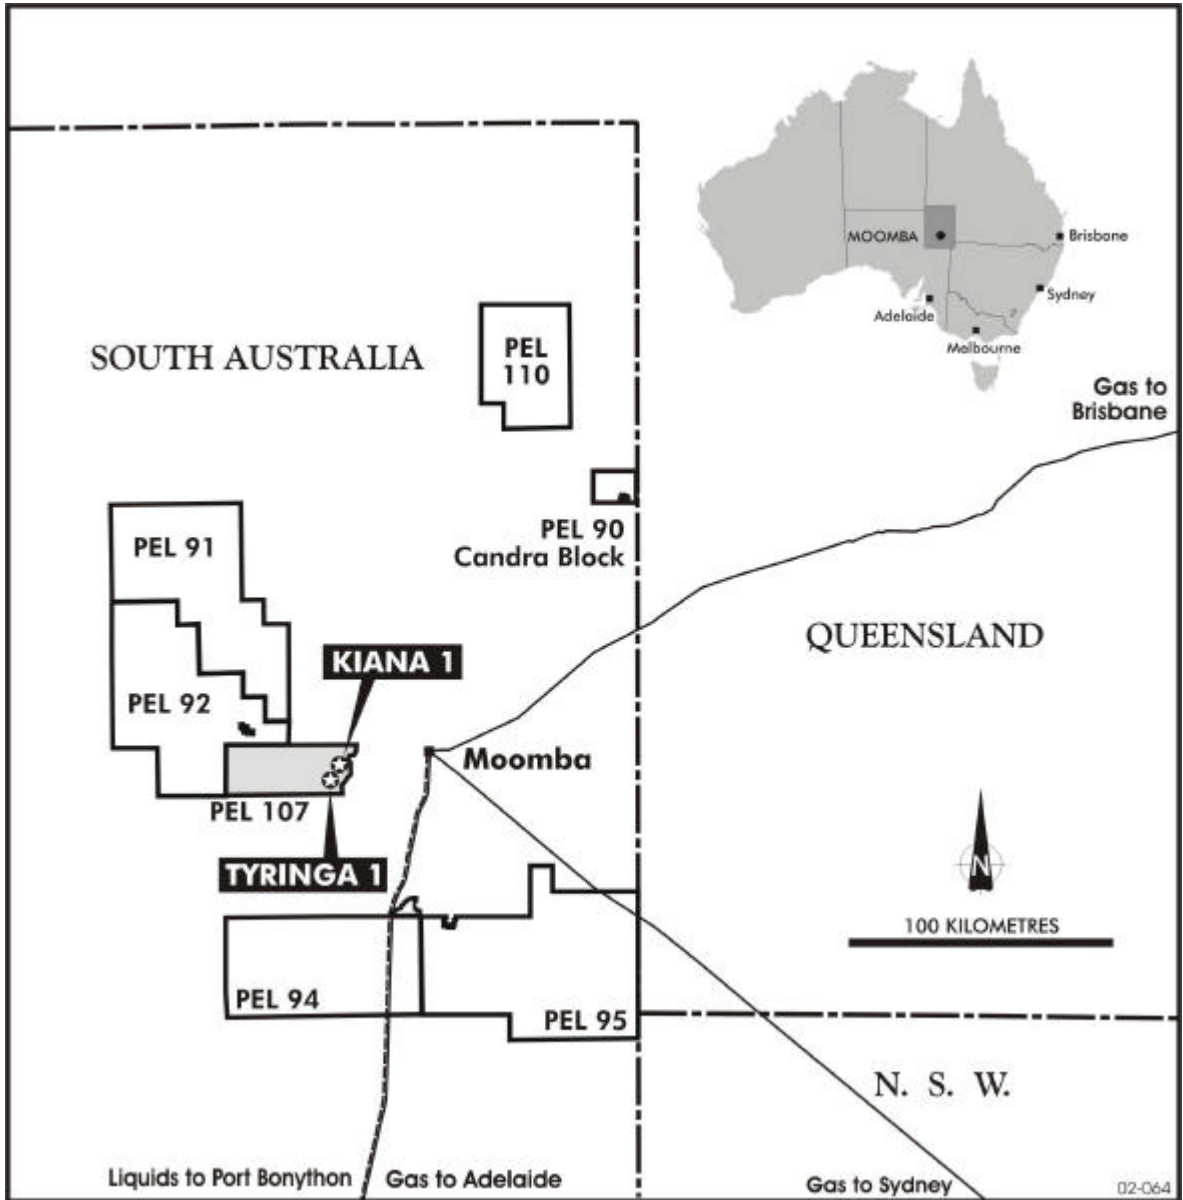 MOOMBA
Brisbane
Sydney
Adelaide
Melbourne
SOUTH AUSTRALIA
PEL
110
Gas to
Brisbane
PEL 90
Candra Block
PEL 91
QUEENSLAND
KIANA 1
PEL 92
Moomba
PEL 107
TYRINGA 1
N
100 KILOMETRES
PEL 94
PEL 95
N. S. W.
Liquids to Port Bonython
Gas to Adelaide
Gas to Sydney
02-064